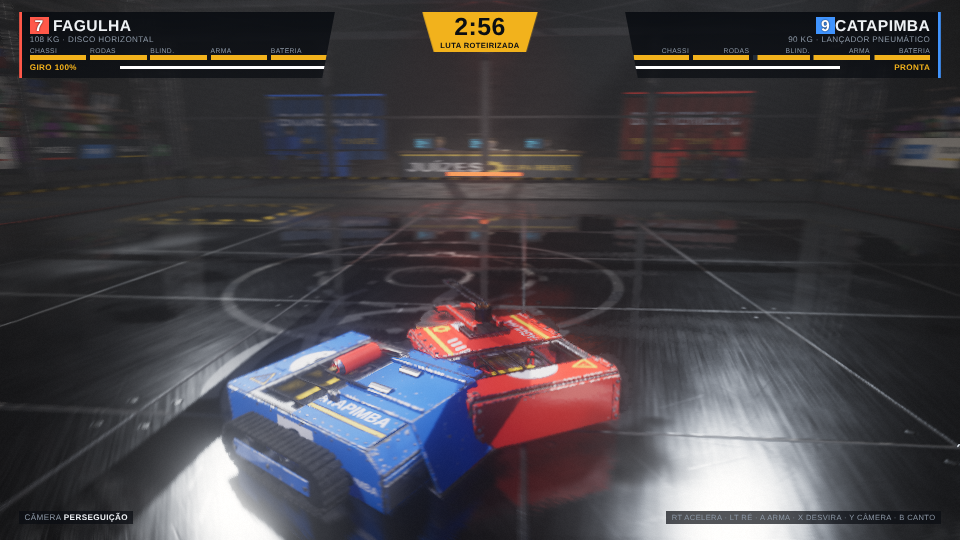 7 FAGULHA
108 KG · DISCO HORIZONTAL
CHASSI RODAS BLIND. ARMA BATERIA
GIRO 100%
2:56
LUTA ROTEIRIZADA
9 CATAPIMBA
90 KG · LANÇADOR PNEUMÁTICO
CHASSI RODAS BLIND. ARMA BATERIA
PRONTA
JUÍZES
CATAPIMBA
CÂMERA PERSEGUIÇÃO
RT ACELERA · LT RÉ · A ARMA · X DESVIRA · Y CÂMERA · B CANTO